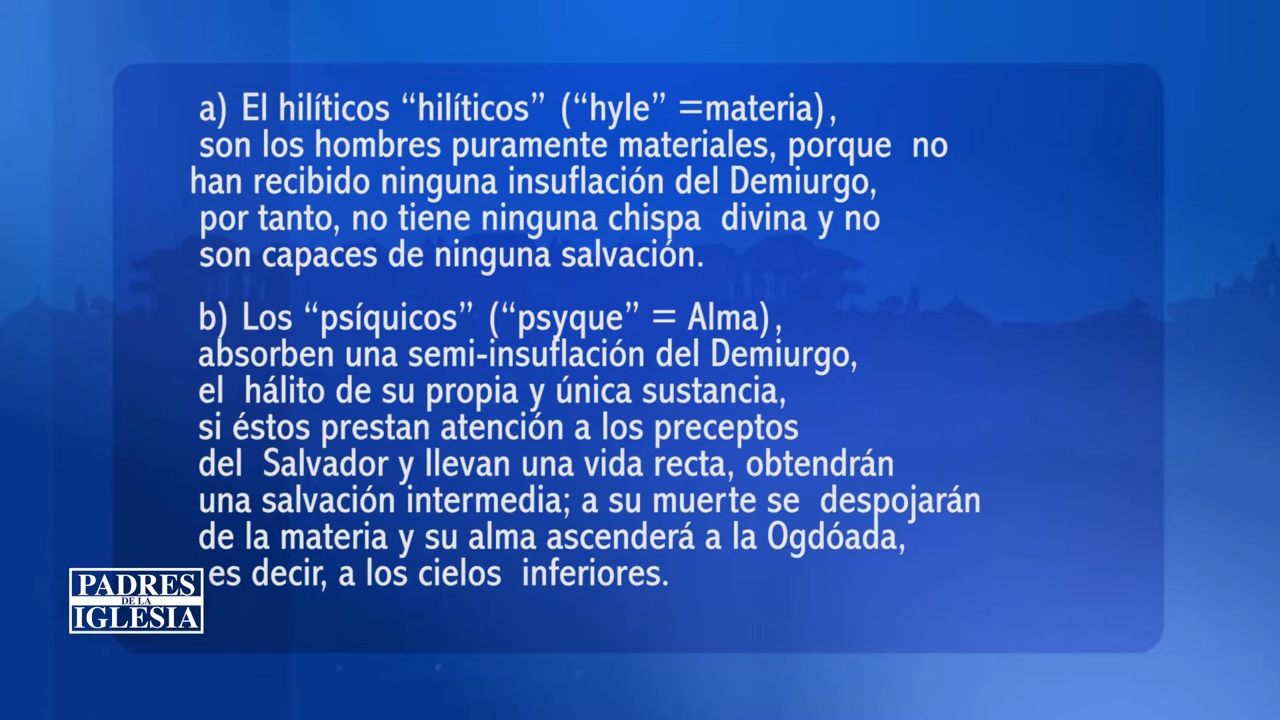 a) El hilíticos “hilíticos” (“hyle” =materia),
son los hombres puramente materiales, porque no
han recibido ninguna insuflación del Demiurgo,
por tanto, no tiene ninguna chispa divina y no
son capaces de ninguna salvación.
b) Los “psíquicos” (“psyque” = Alma),
absorben una semi-insuflación del Demiurgo,
el hálito de su propia y única sustancia,
si éstos prestan atención a los preceptos
del Salvador y llevan una vida recta, obtendrán
una salvación intermedia; a su muerte se despojarán
de la materia y su alma ascenderá a la Ogdóada,
es decir, a los cielos inferiores.
PADRES
DE LA
IGLESIA